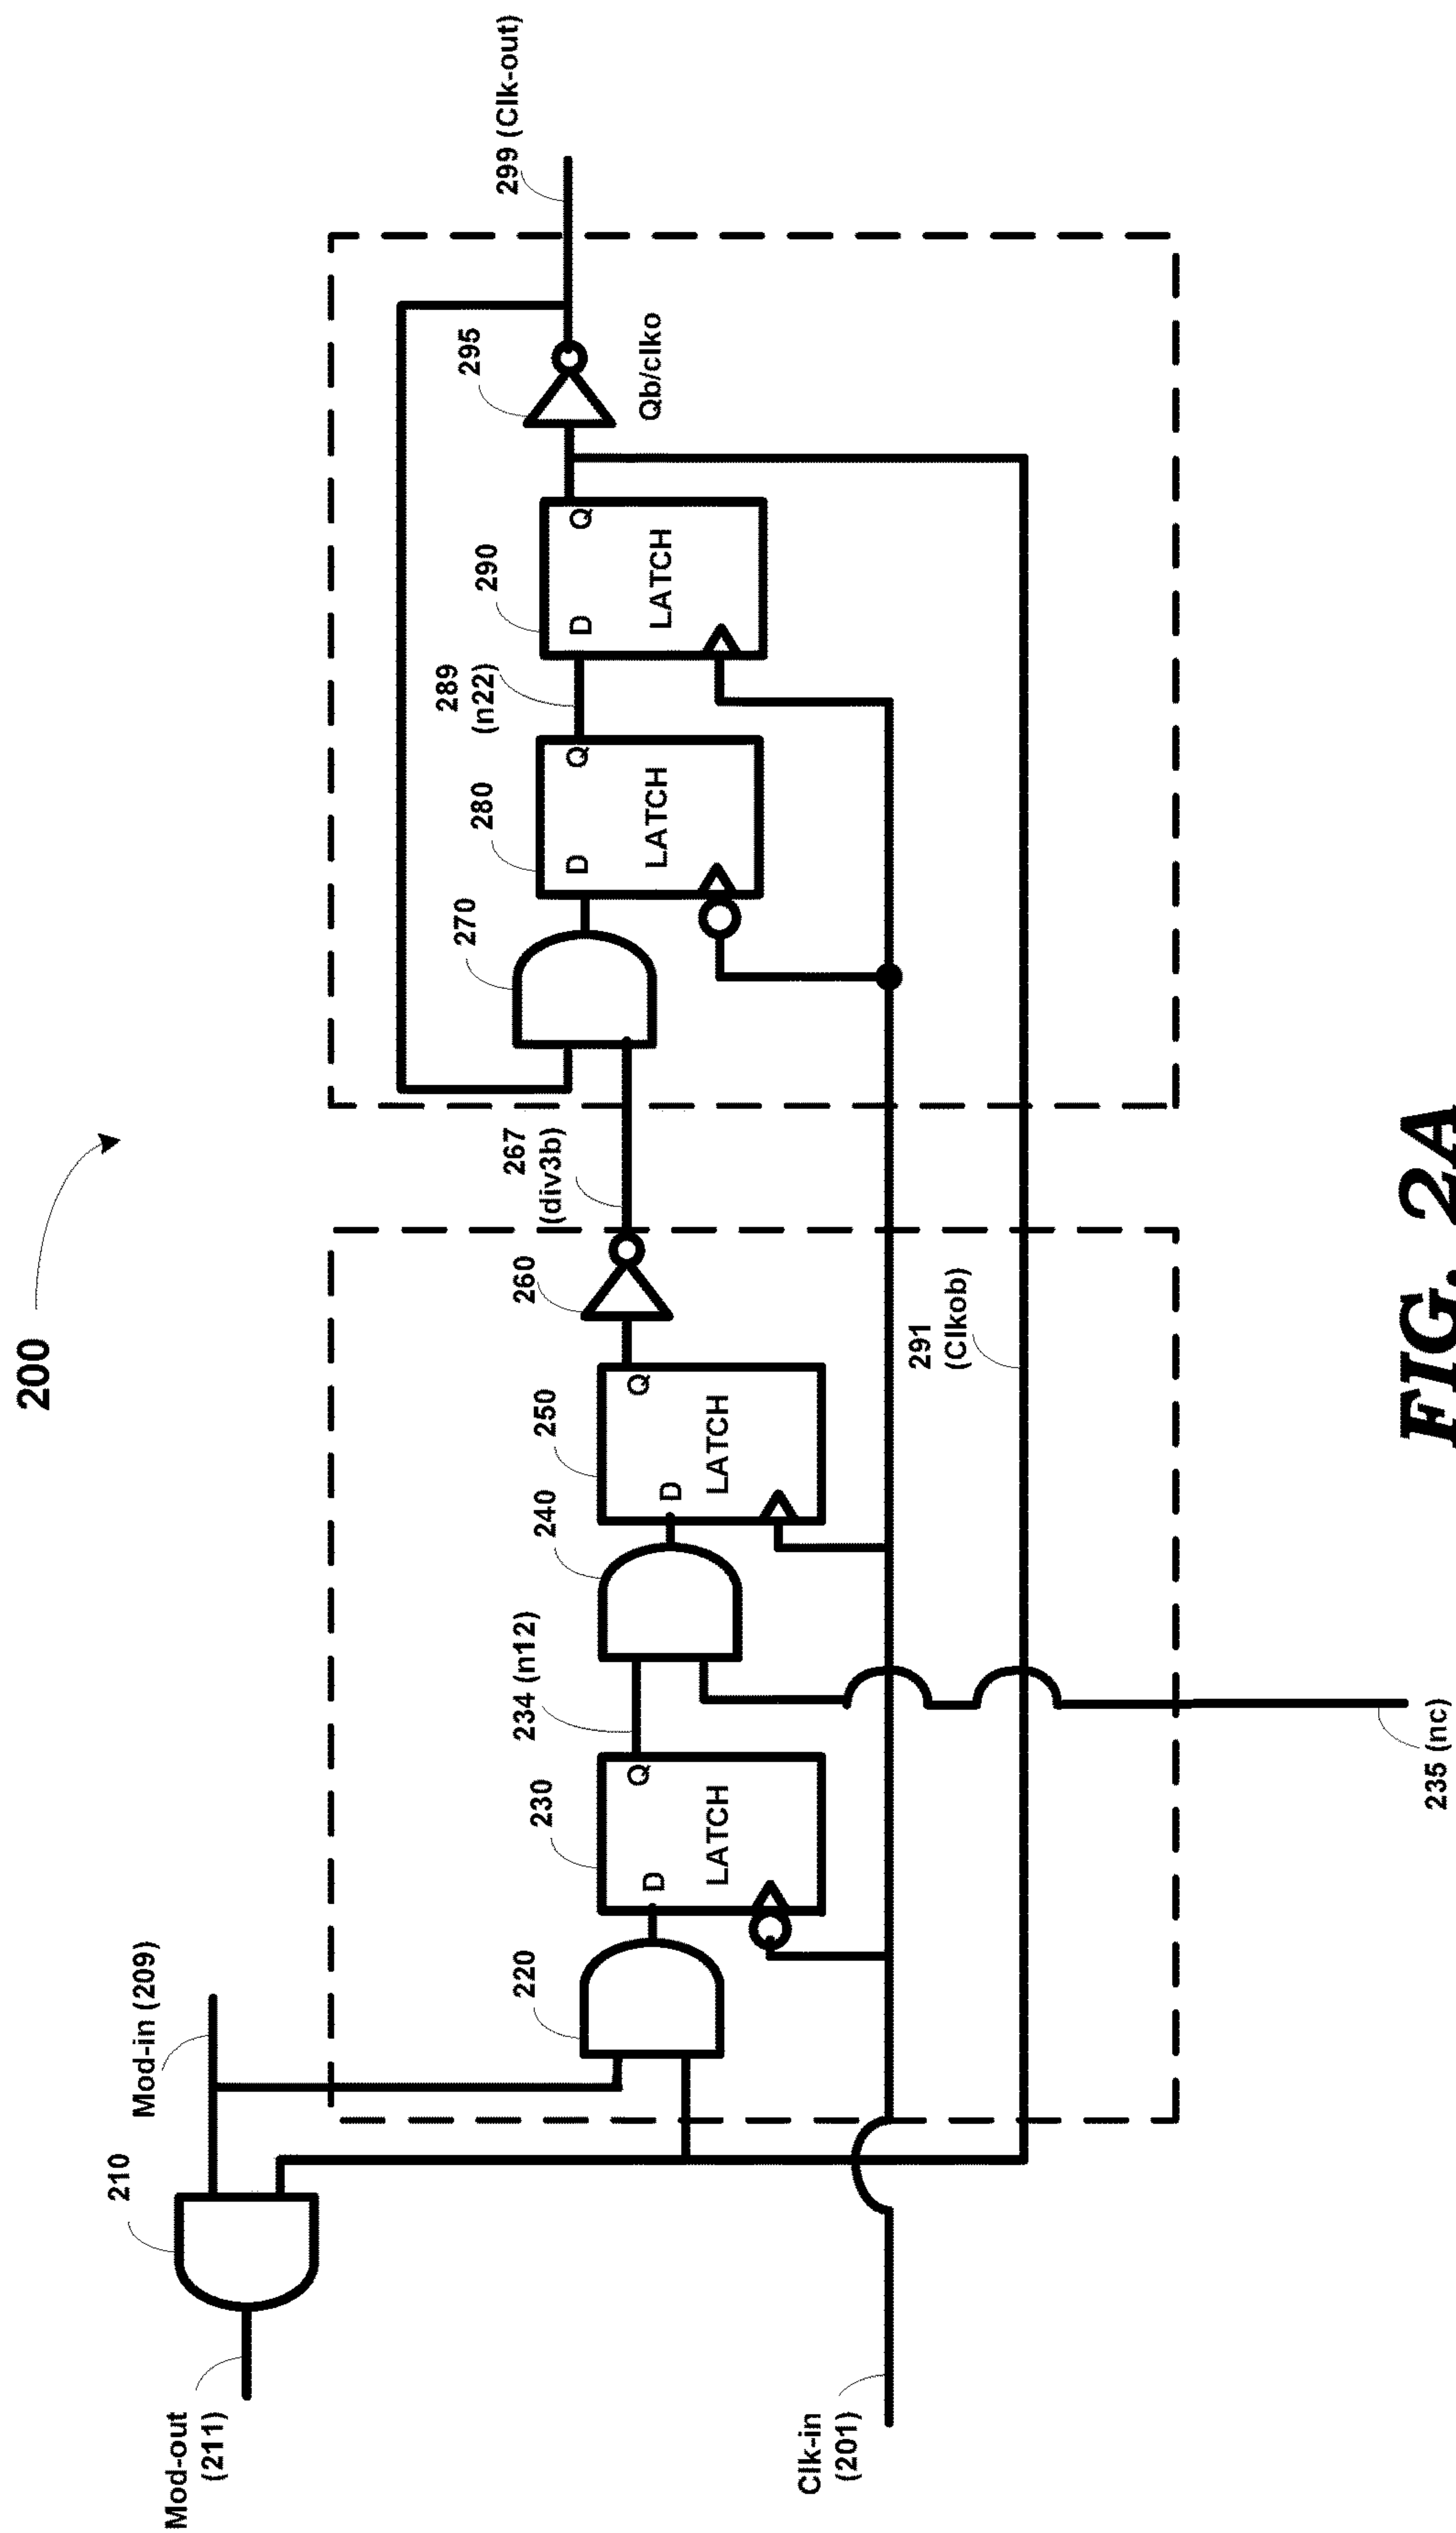 200
Mod-out
(211)
210
Mod-in (209)
Clk-in
(201)
220
D
LATCH
230
Q
234 (n12)
235 (nc)
240
D
LATCH
250
Q
260
267
(div3b)
291
(Clkob)
270
D
LATCH
280
Q
289
(n22)
D
LATCH
290
Q
295
Qb/clko
299 (Clk-out)
FIG. 2A